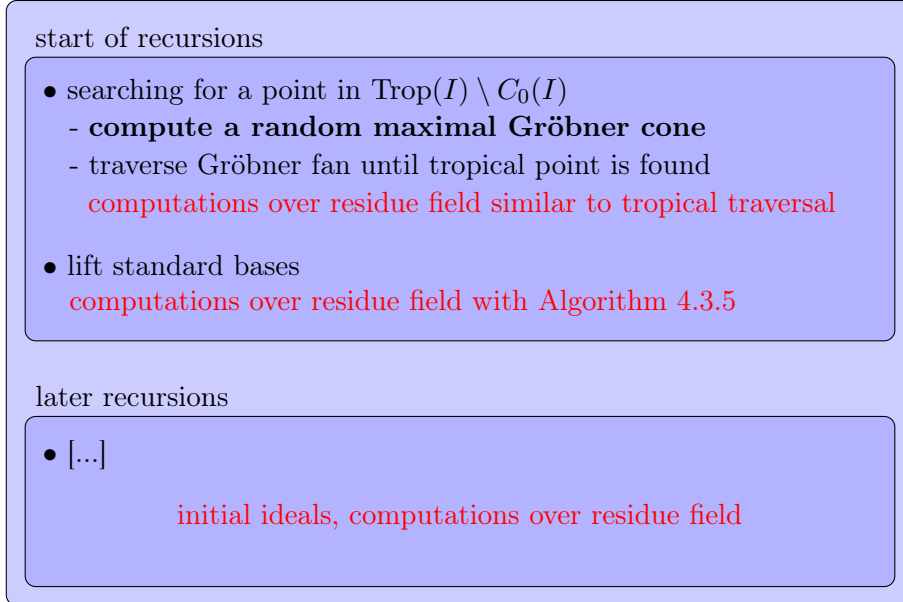 start of recursions
• searching for a point in Trop(I) \ C₀(I)
- compute a random maximal Gröbner cone
- traverse Gröbner fan until tropical point is found
computations over residue field similar to tropical traversal
• lift standard bases
computations over residue field with Algorithm 4.3.5
later recursions
• [...]
initial ideals, computations over residue field